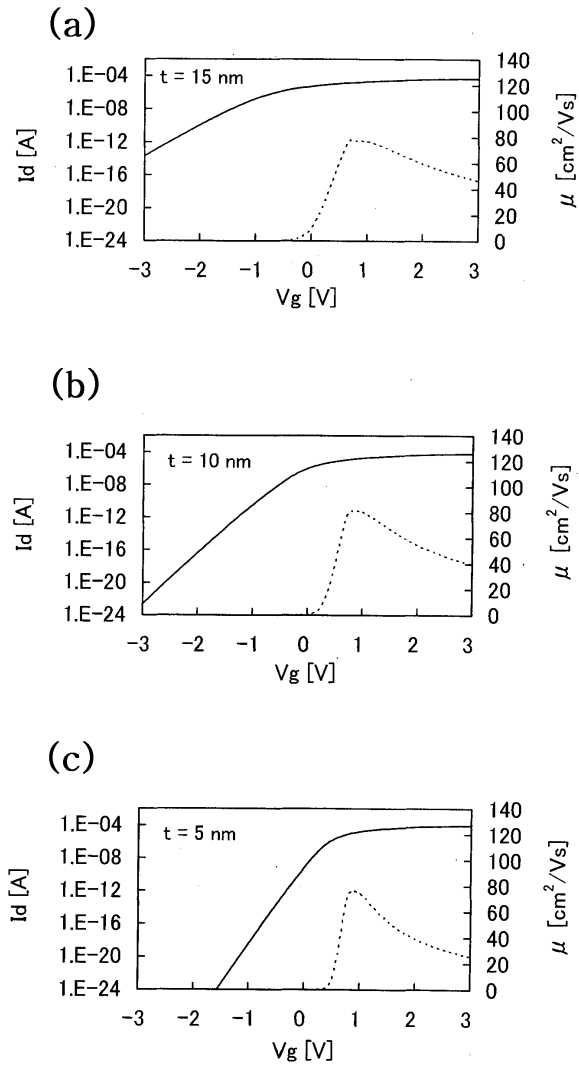 (a)
t = 15 nm
1.E−04
1.E−08
1.E−12
1.E−16
1.E−20
1.E−24
Id [A]
140
120
100
80
60
40
20
0
μ [cm²/Vs]
−3 −2 −1 0 1 2 3
Vg [V]
(b)
t = 10 nm
1.E−04
1.E−08
1.E−12
1.E−16
1.E−20
1.E−24
Id [A]
140
120
100
80
60
40
20
0
μ [cm²/Vs]
−3 −2 −1 0 1 2 3
Vg [V]
(c)
t = 5 nm
1.E−04
1.E−08
1.E−12
1.E−16
1.E−20
1.E−24
Id [A]
140
120
100
80
60
40
20
0
μ [cm²/Vs]
−3 −2 −1 0 1 2 3
Vg [V]